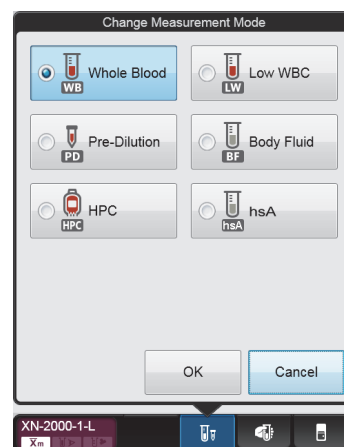 Change Measurement Mode
Whole Blood
WB
Low WBC
LW
Pre-Dilution
PD
Body Fluid
BF
HPC
HPC
hsA
hsA
OK
Cancel
XN-2000-1-L
Xm